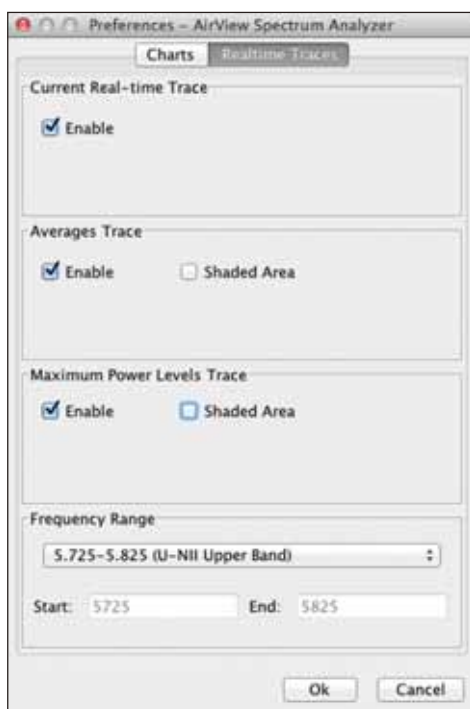 Preferences – AirView Spectrum Analyzer
Charts Realtime Traces
Current Real-time Trace
Enable
Averages Trace
Enable Shaded Area
Maximum Power Levels Trace
Enable Shaded Area
Frequency Range
5.725-5.825 (U-NII Upper Band)
Start: 5725 End: 5825
Ok Cancel